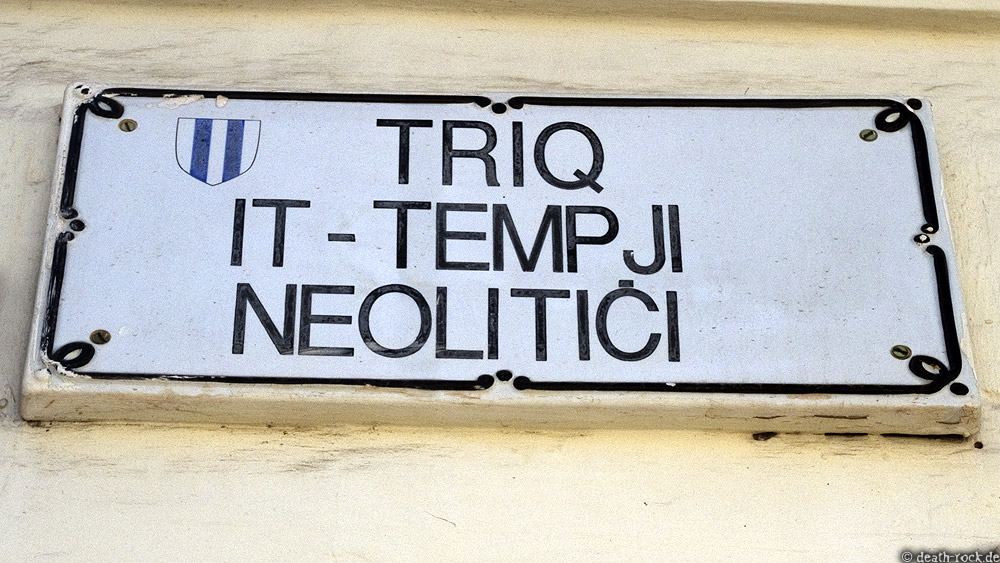 TRIQ
IT - TEMPJI
NEOLITIĊI
© death-rock.de